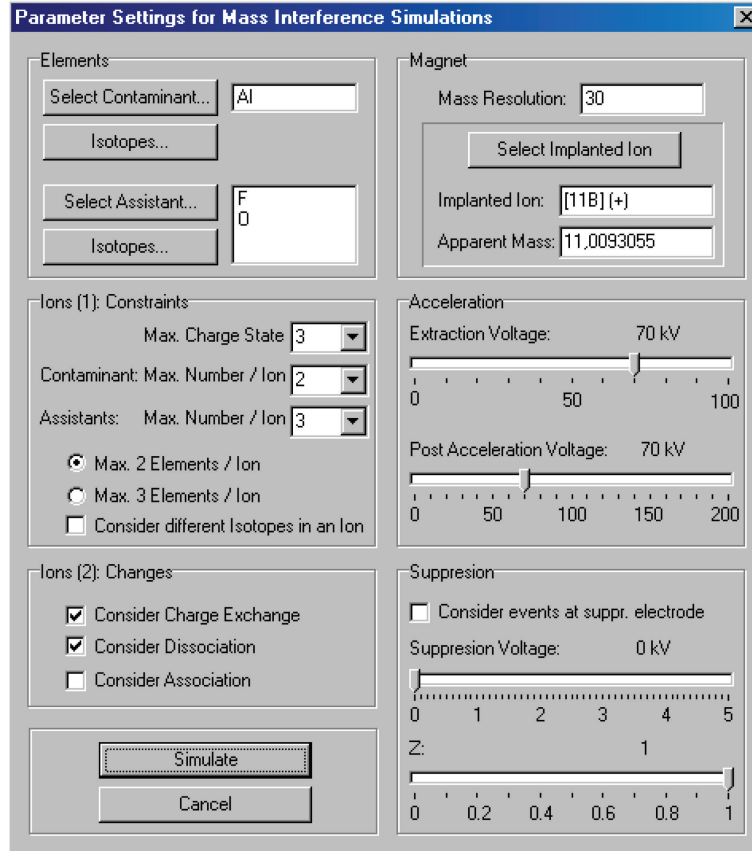 Parameter Settings for Mass Interference Simulations
Elements
Select Contaminant... Al
Isotopes...
Select Assistant... F
O
Isotopes...
Magnet
Mass Resolution: 30
Select Implanted Ion
Implanted Ion: [11B] (+)
Apparent Mass: 11,0093055
Ions (1): Constraints
Max. Charge State 3
Contaminant: Max. Number / Ion 2
Assistants: Max. Number / Ion 3
Max. 2 Elements / Ion
Max. 3 Elements / Ion
Consider different Isotopes in an Ion
Acceleration
Extraction Voltage: 70 kV
0 50 100
Post Acceleration Voltage: 70 kV
0 50 100 150 200
Ions (2): Changes
Consider Charge Exchange
Consider Dissociation
Consider Association
Suppresion
Consider events at suppr. electrode
Suppresion Voltage: 0 kV
0 1 2 3 4 5
Z: 1
0 0.2 0.4 0.6 0.8 1
Simulate
Cancel